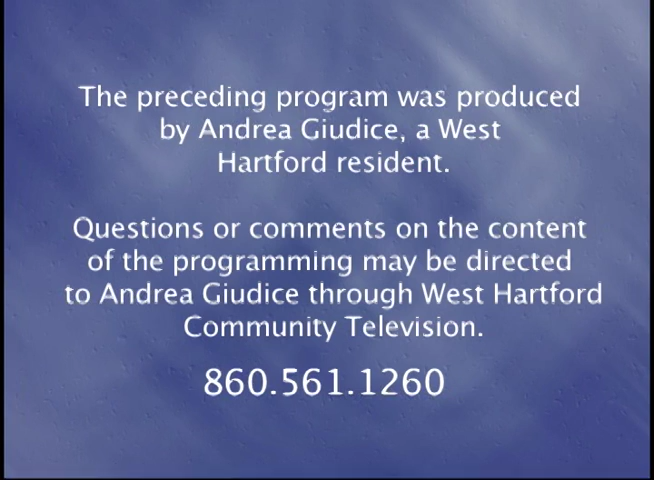 The preceding program was produced
by Andrea Giudice, a West
Hartford resident.
Questions or comments on the content
of the programming may be directed
to Andrea Giudice through West Hartford
Community Television.
860.561.1260